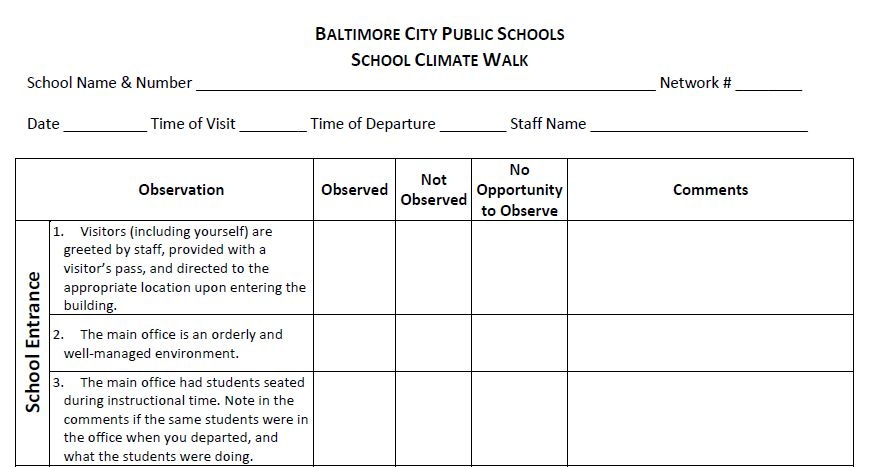 BALTIMORE CITY PUBLIC SCHOOLS
SCHOOL CLIMATE WALK
School Name & Number ______________________________________________________ Network # ________
Date __________ Time of Visit ________ Time of Departure ________ Staff Name __________________________
Observation
Observed
Not
Observed
No
Opportunity
to Observe
Comments
School Entrance
1. Visitors (including yourself) are
greeted by staff, provided with a
visitor's pass, and directed to the
appropriate location upon entering the
building.
2. The main office is an orderly and
well-managed environment.
3. The main office had students seated
during instructional time. Note in the
comments if the same students were in
the office when you departed, and
what the students were doing.